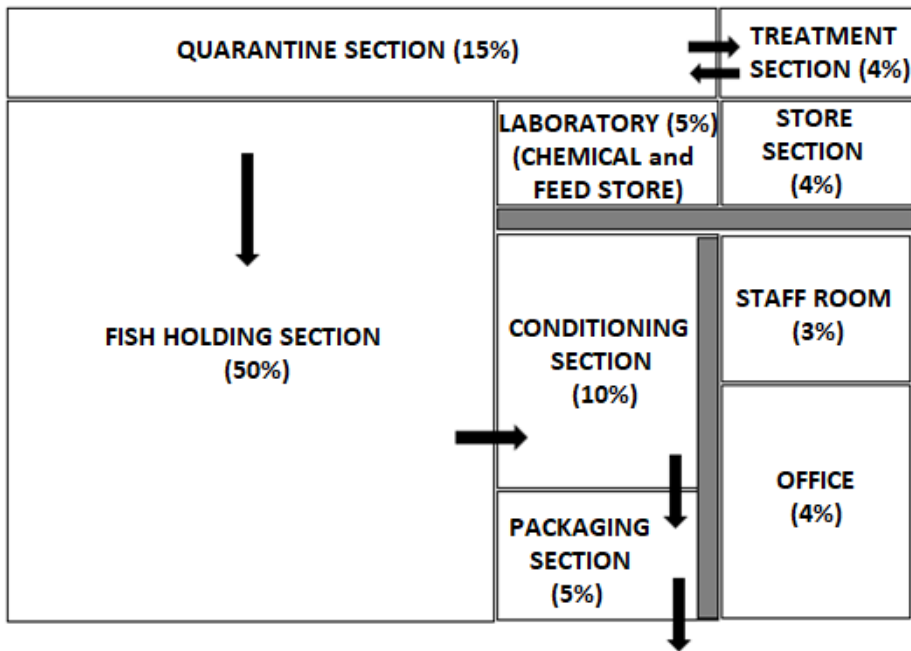 QUARANTINE SECTION (15%)
TREATMENT
SECTION (4%)
LABORATORY (5%)
(CHEMICAL and
FEED STORE)
STORE
SECTION
(4%)
FISH HOLDING SECTION
(50%)
CONDITIONING
SECTION
(10%)
STAFF ROOM
(3%)
PACKAGING
SECTION
(5%)
OFFICE
(4%)